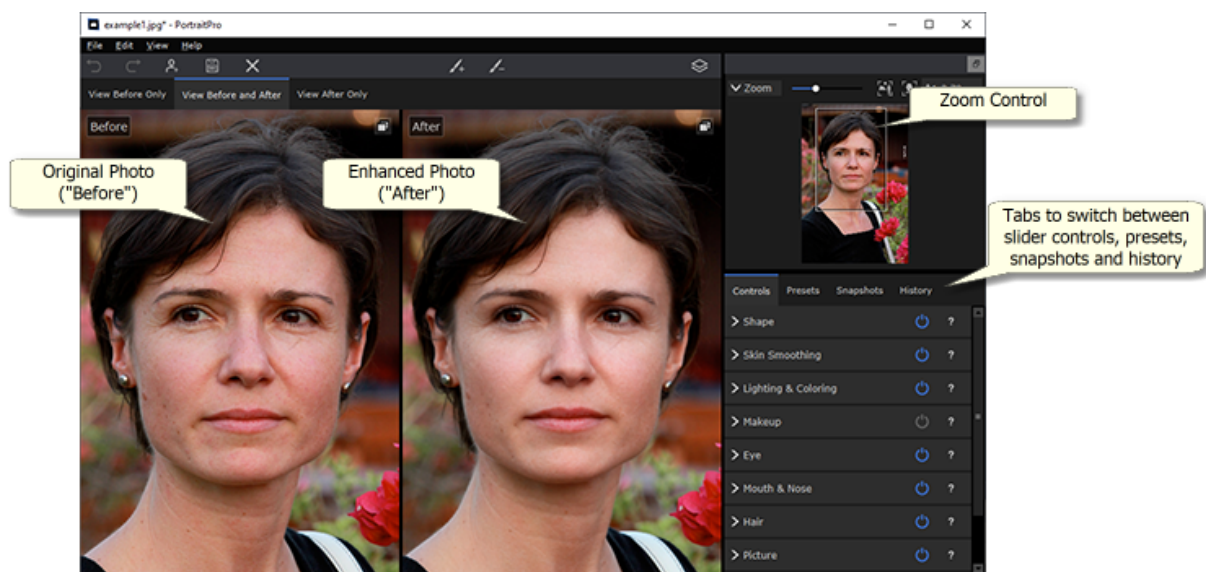 example1.jpg* - PortraitPro
File Edit View Help
View Before Only View Before and After View After Only
Zoom
Zoom Control
Before
After
Original Photo
("Before")
Enhanced Photo
("After")
Tabs to switch between
slider controls, presets,
snapshots and history
Controls Presets Snapshots History
Shape ?
Skin Smoothing ?
Lighting & Coloring ?
Makeup ?
Eye ?
Mouth & Nose ?
Hair ?
Picture ?